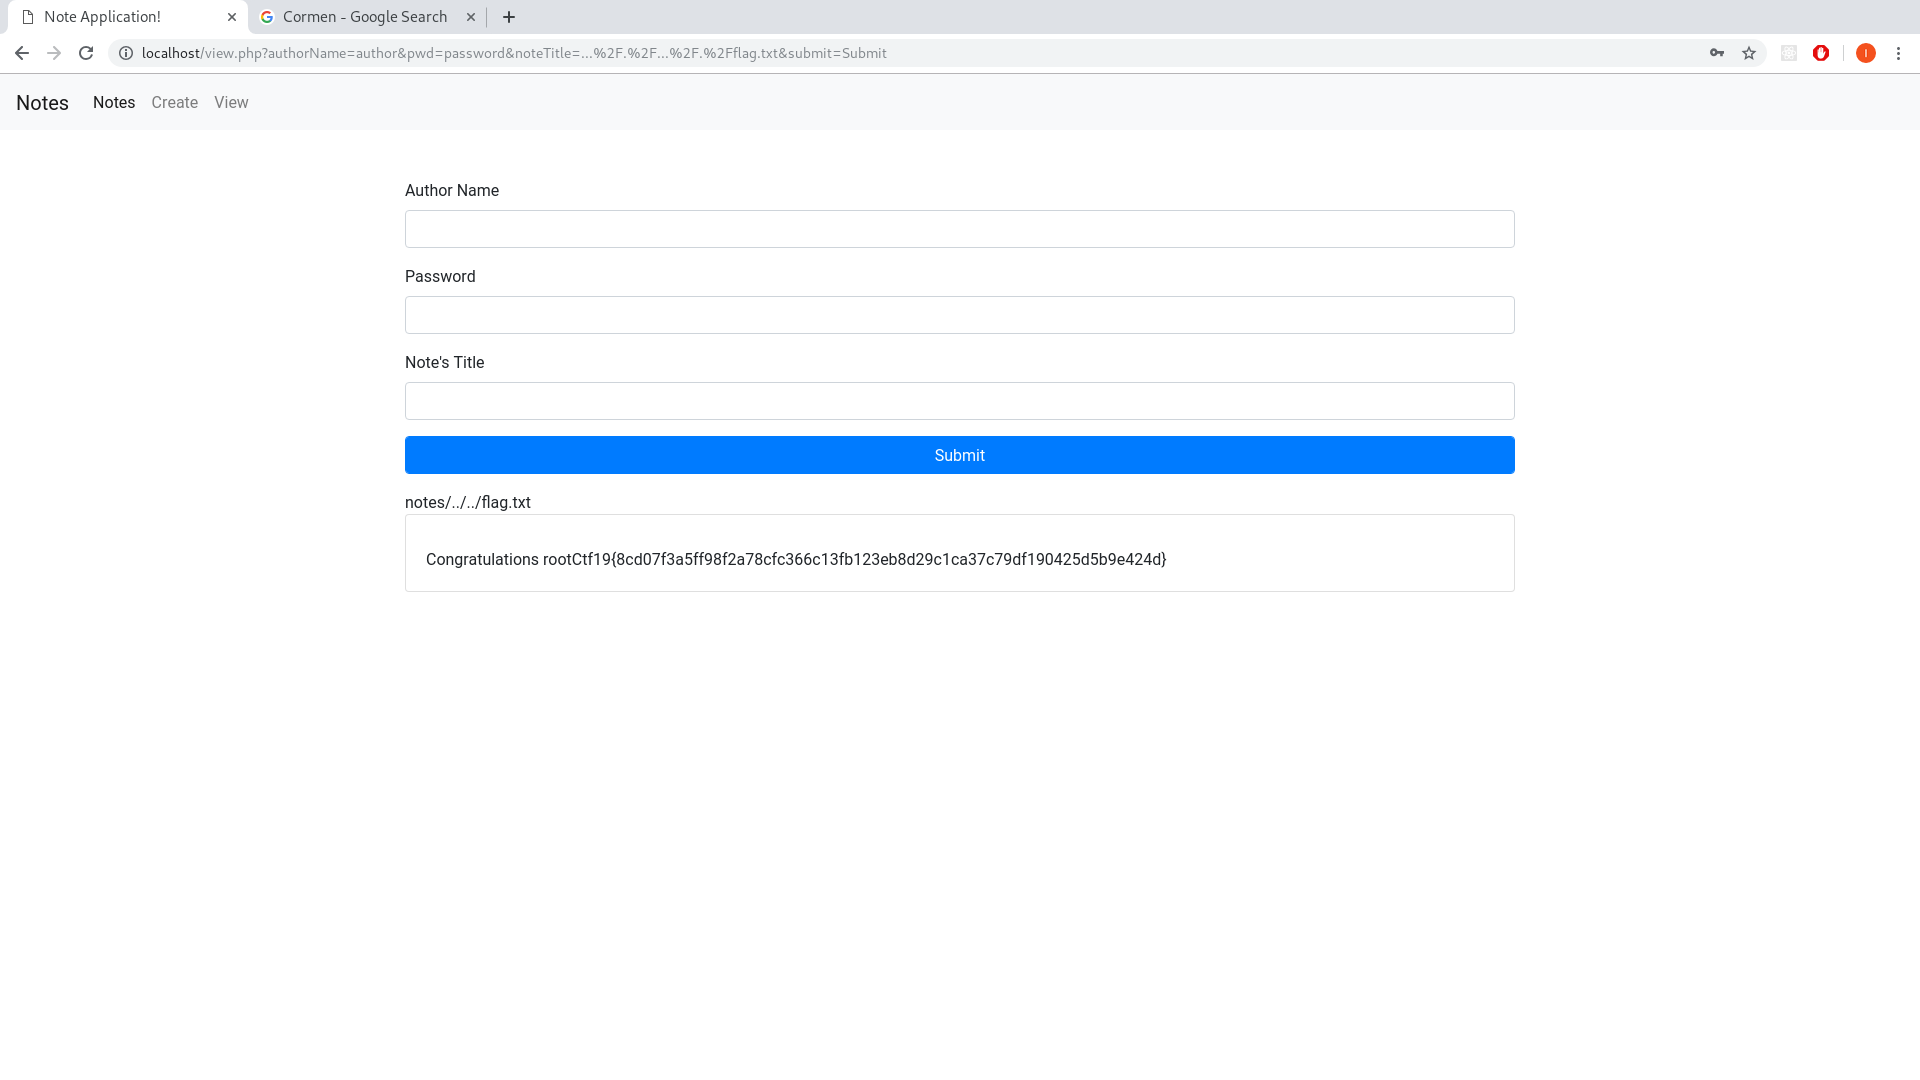 Note Application!
Cormen - Google Search
localhost/view.php?authorName=author&pwd=password&noteTitle=...%2F.%2F...%2F.%2Fflag.txt&submit=Submit
I
Notes Notes Create View
Author Name
Password
Note's Title
Submit
notes/../../flag.txt
Congratulations rootCtf19{8cd07f3a5ff98f2a78cfc366c13fb123eb8d29c1ca37c79df190425d5b9e424d}